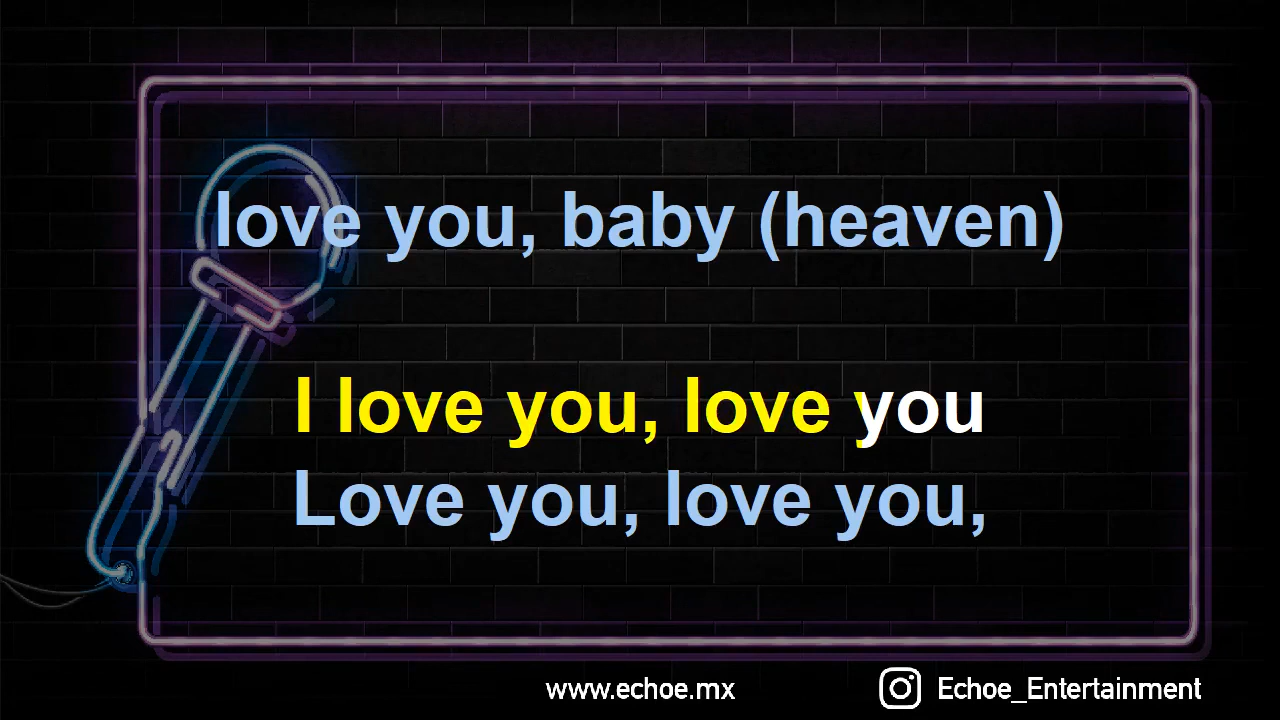 love you, baby (heaven)
I love you, love you
Love you, love you,
www.echoe.mx
Echoe_Entertainment